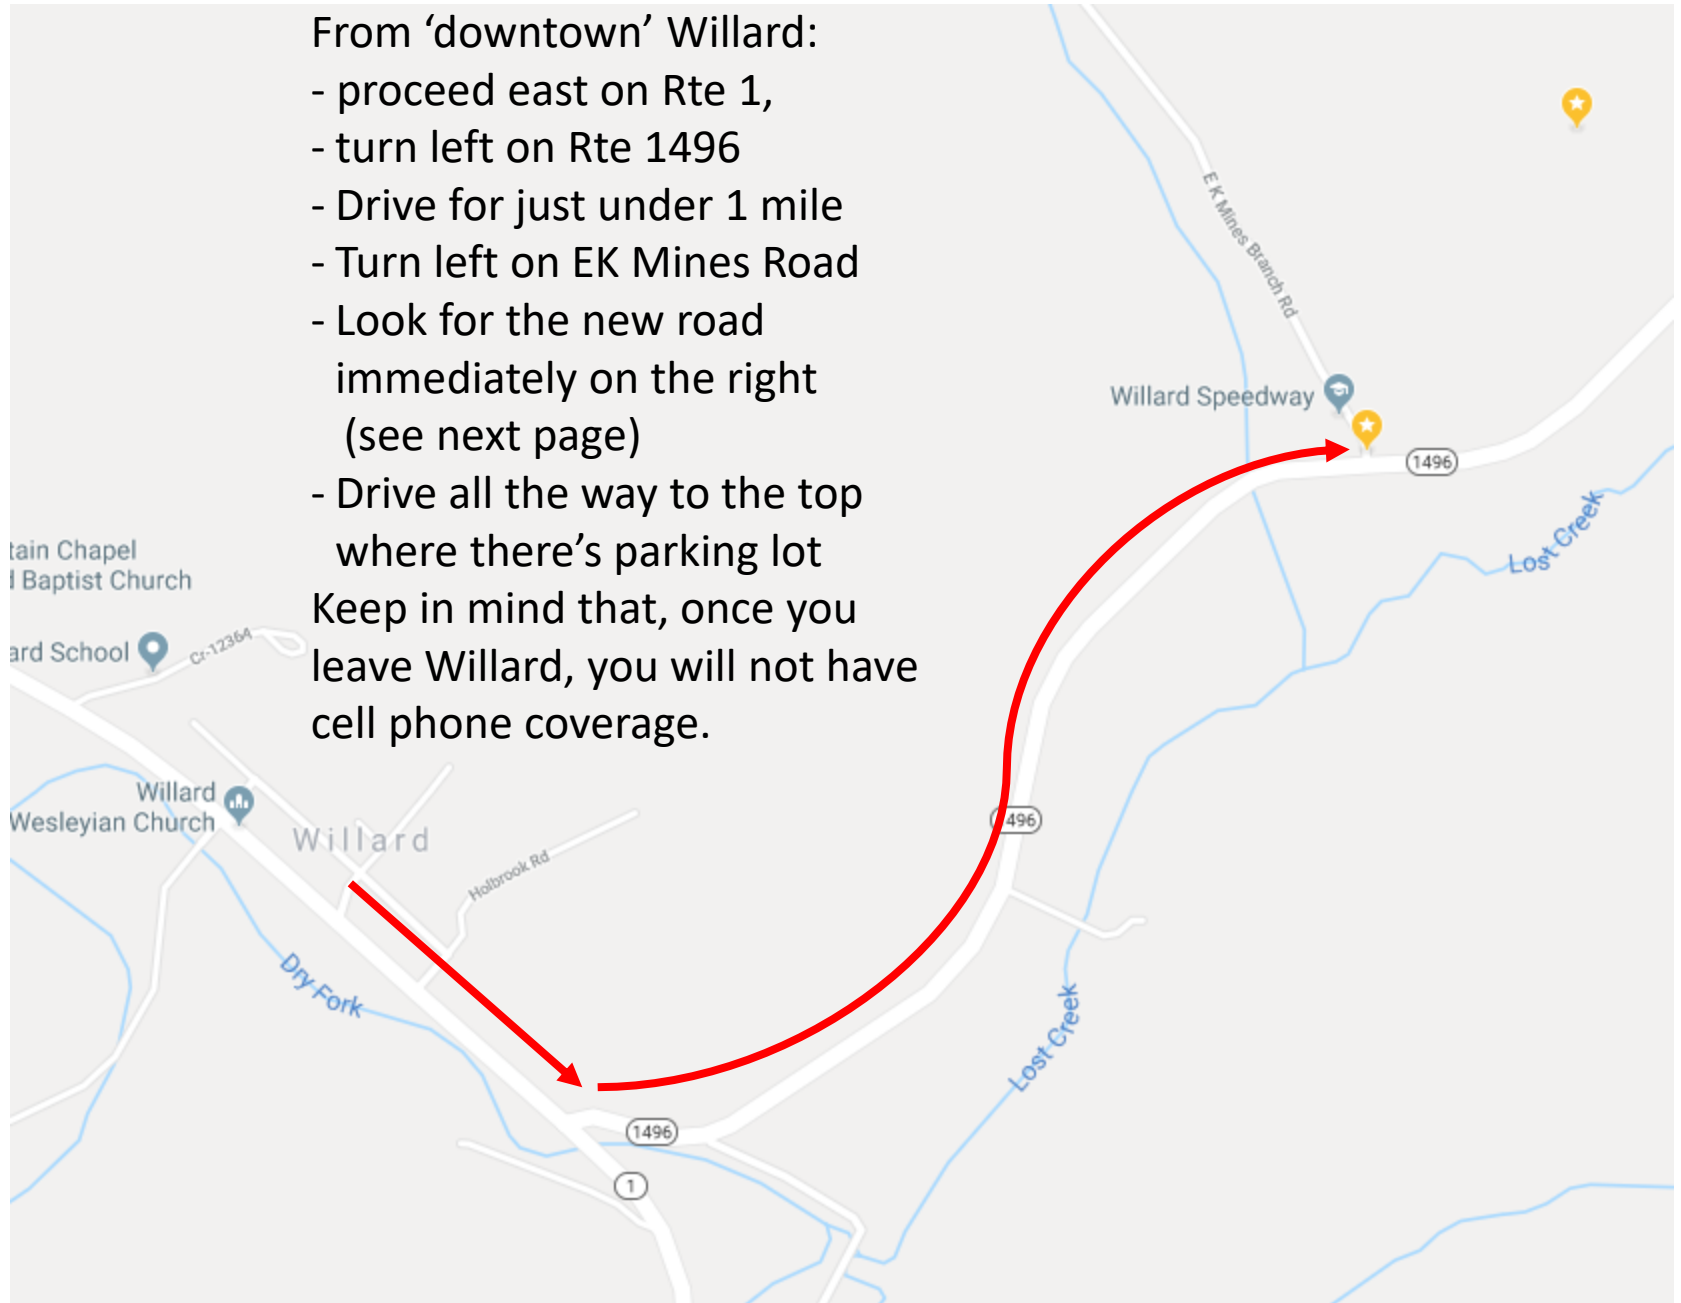 From ‘downtown’ Willard:
- proceed east on Rte 1,
- turn left on Rte 1496
- Drive for just under 1 mile
- Turn left on EK Mines Road
- Look for the new road
immediately on the right
(see next page)
- Drive all the way to the top
where there’s parking lot
Keep in mind that, once you
leave Willard, you will not have
cell phone coverage.
E K Mines Branch Rd
Willard Speedway
1496
Lost Creek
tain Chapel
d Baptist Church
ard School
Cr-12364
Willard
Wesleyian Church
Willard
Holbrook Rd
496
Dry Fork
Lost Creek
1496
1